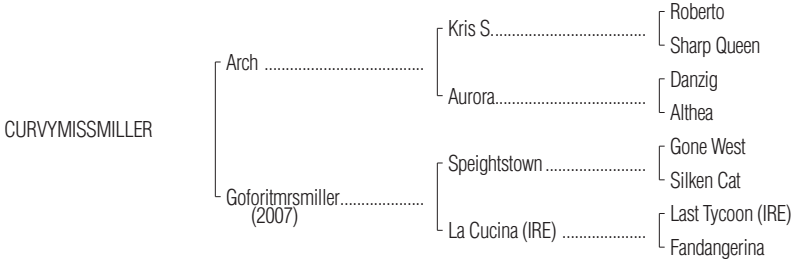 Roberto
Kris S.
Sharp Queen
Arch
Danzig
Aurora
Althea
CURVYMISSMILLER
Gone West
Speightstown
Silken Cat
Goforitmrsmiller
(2007)
Last Tycoon (IRE)
La Cucina (IRE)
Fandangerina